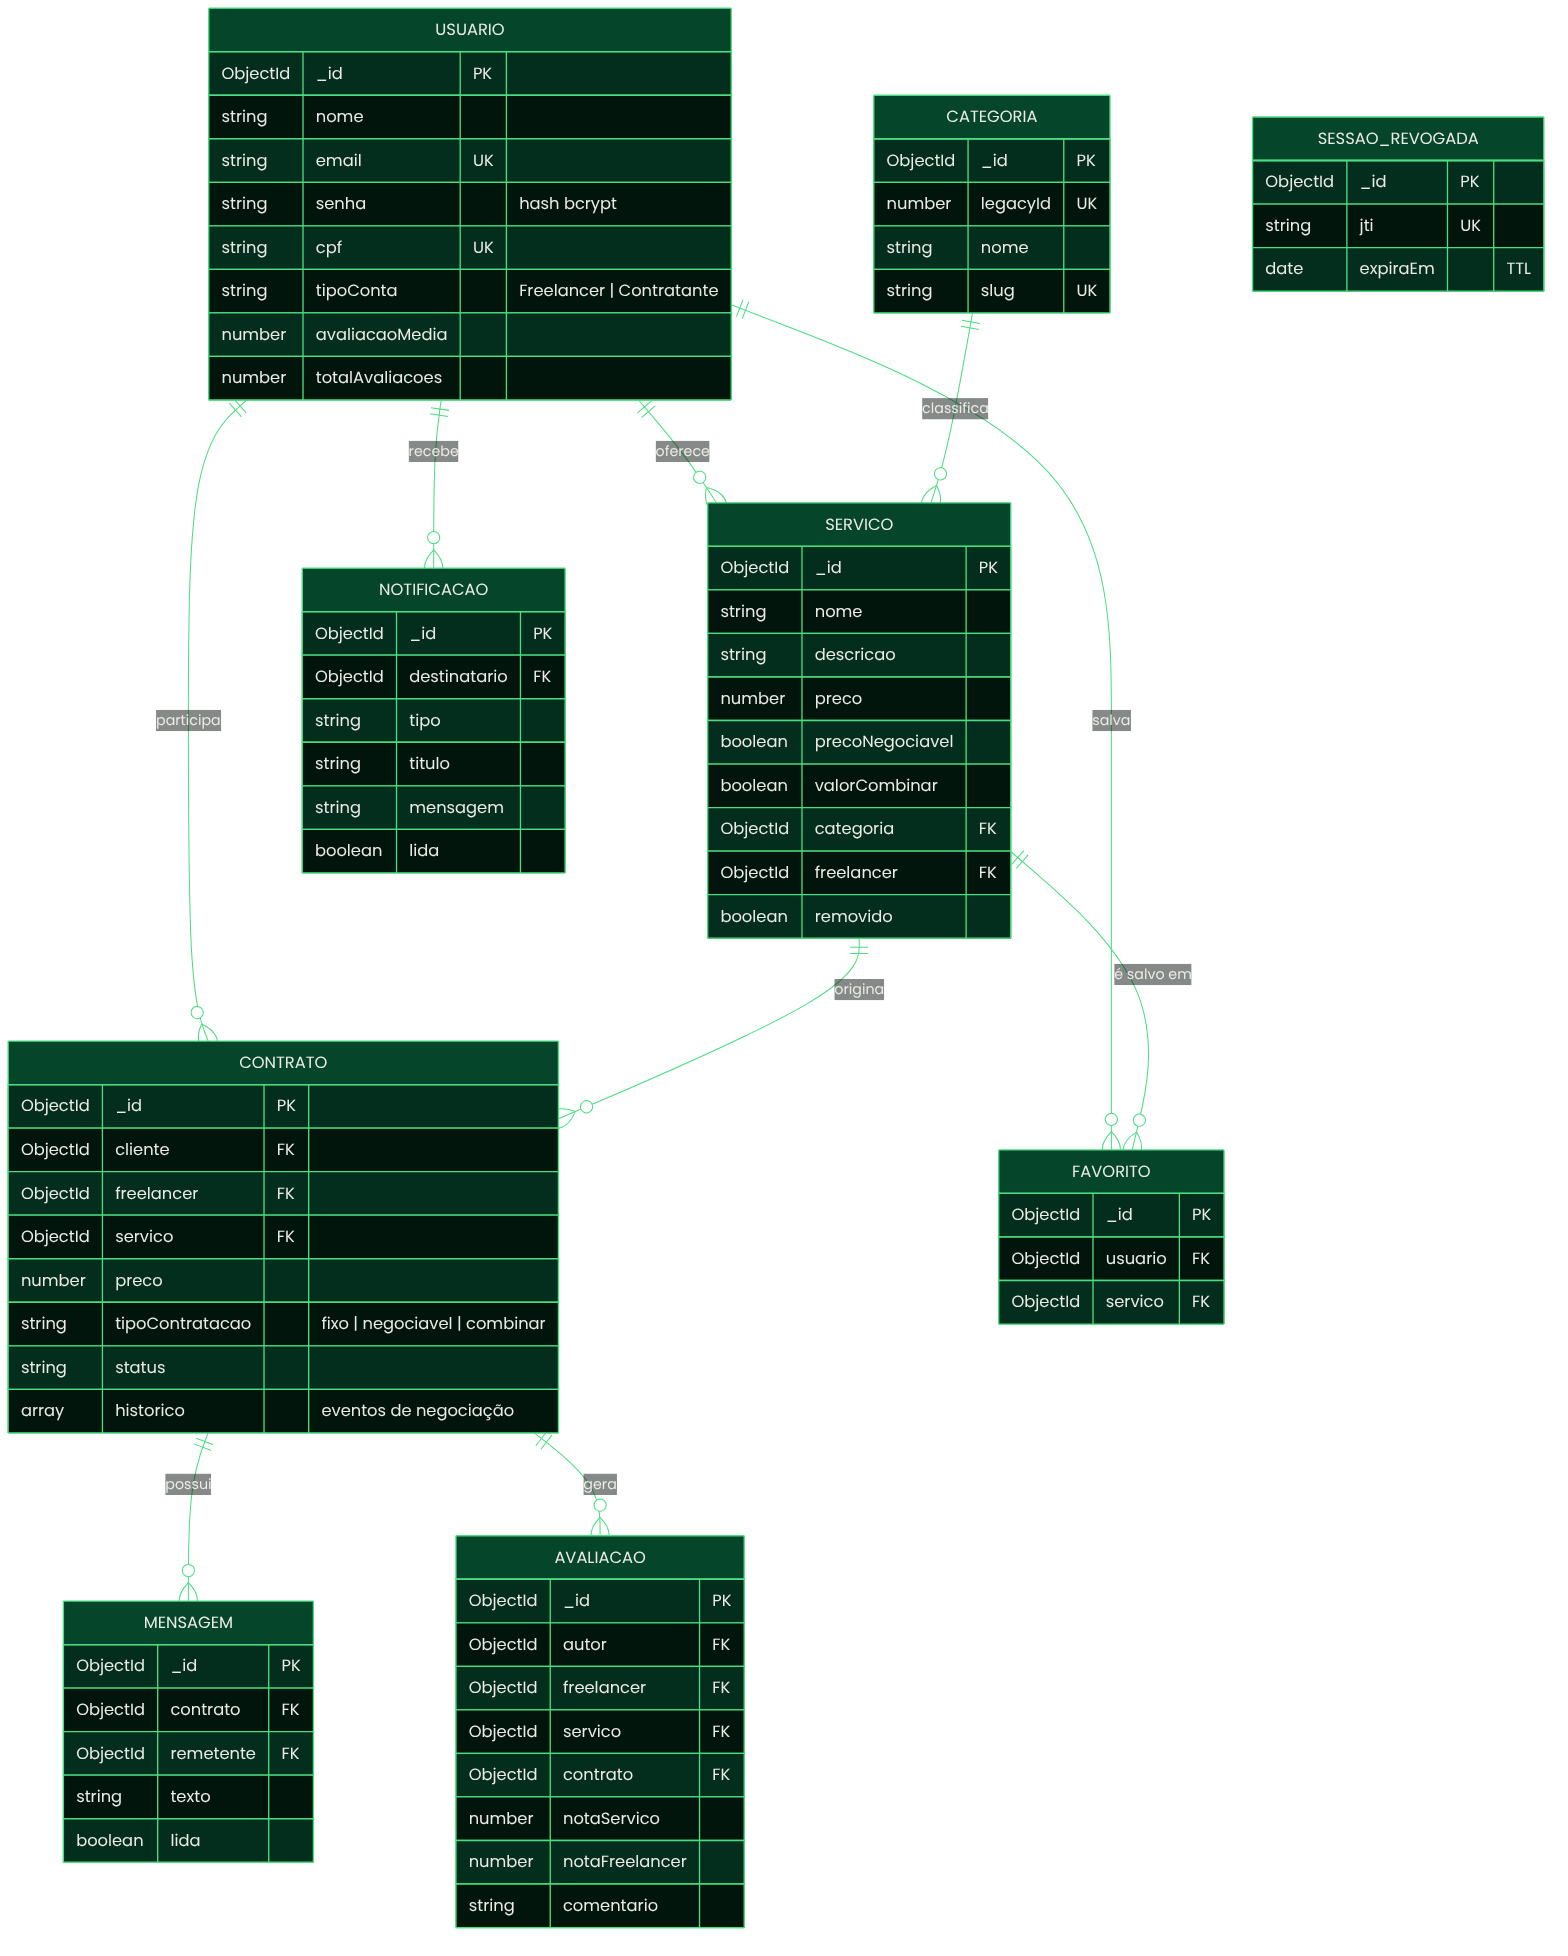 USUARIO
ObjectId _id PK
string nome
string email UK
string senha hash bcrypt
string cpf UK
string tipoConta Freelancer | Contratante
number avaliacaoMedia
number totalAvaliacoes
CATEGORIA
ObjectId _id PK
number legacyId UK
string nome
string slug UK
SESSAO_REVOGADA
ObjectId _id PK
string jti UK
date expiraEm TTL
classifica
recebe
oferece
participa
salva
NOTIFICACAO
ObjectId _id PK
ObjectId destinatario FK
string tipo
string titulo
string mensagem
boolean lida
SERVICO
ObjectId _id PK
string nome
string descricao
number preco
boolean precoNegociavel
boolean valorCombinar
ObjectId categoria FK
ObjectId freelancer FK
boolean removido
é salvo em
origina
CONTRATO
ObjectId _id PK
ObjectId cliente FK
ObjectId freelancer FK
ObjectId servico FK
number preco
string tipoContratacao fixo | negociavel | combinar
string status
array historico eventos de negociação
FAVORITO
ObjectId _id PK
ObjectId usuario FK
ObjectId servico FK
possui
gera
MENSAGEM
ObjectId _id PK
ObjectId contrato FK
ObjectId remetente FK
string texto
boolean lida
AVALIACAO
ObjectId _id PK
ObjectId autor FK
ObjectId freelancer FK
ObjectId servico FK
ObjectId contrato FK
number notaServico
number notaFreelancer
string comentario